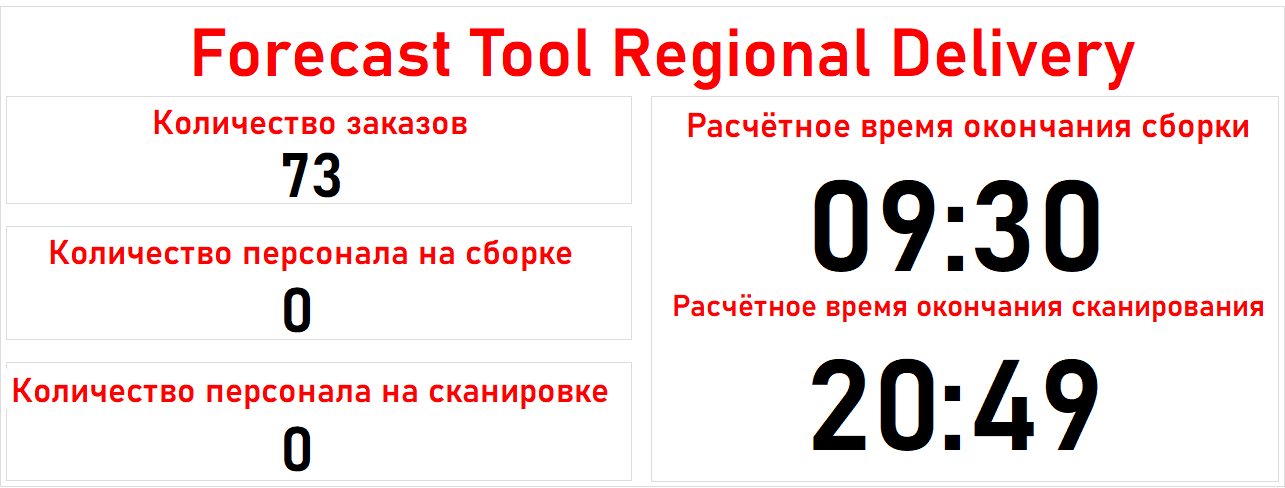 Forecast Tool Regional Delivery
Количество заказов
73
Количество персонала на сборке
0
Количество персонала на сканировке
0
Расчётное время окончания сборки
09:30
Расчётное время окончания сканирования
20:49